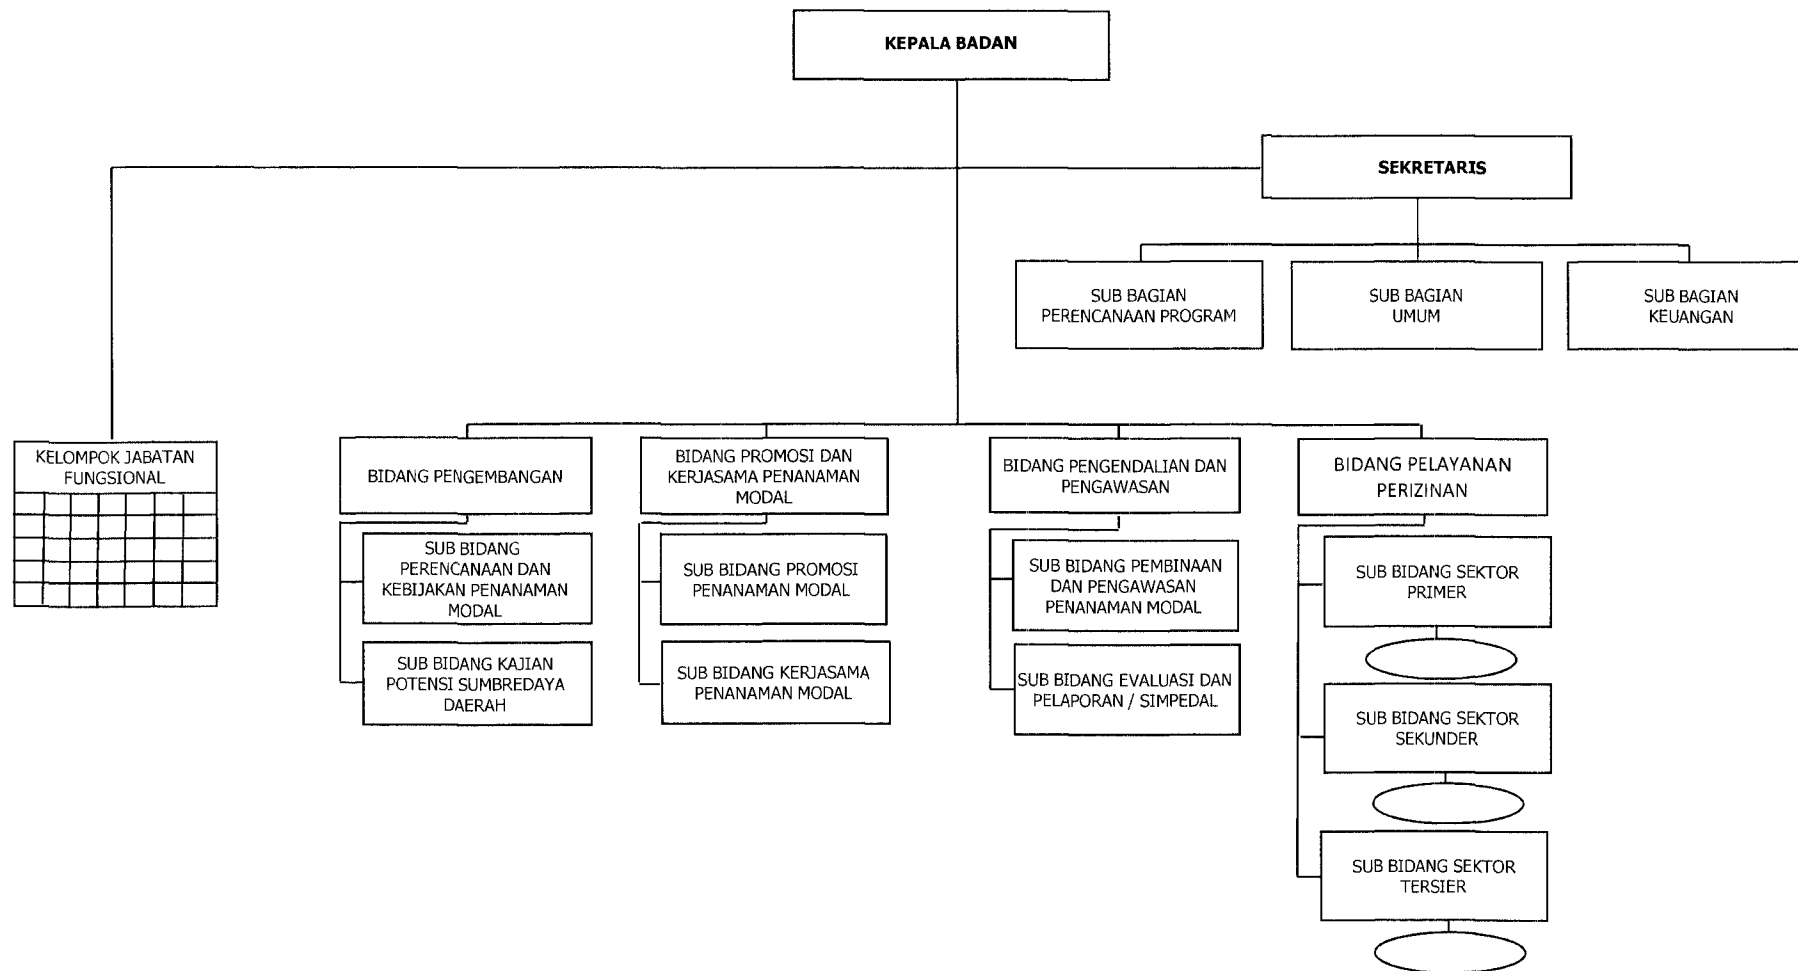 KEPALA BADAN
SEKRETARIS
SUB BAGIAN
PERENCANAAN PROGRAM
SUB BAGIAN
UMUM
SUB BAGIAN
KEUANGAN
KELOMPOK JABATAN
FUNGSIONAL
BIDANG PENGEMBANGAN
BIDANG PROMOSI DAN
KERJASAMA PENANAMAN
MODAL
BIDANG PENGENDALIAN DAN
PENGAWASAN
BIDANG PELAYANAN
PERIZINAN
SUB BIDANG
PERENCANAAN DAN
KEBIJAKAN PENANAMAN
MODAL
SUB BIDANG KAJIAN
POTENSI SUMBREDAYA
DAERAH
SUB BIDANG PROMOSI
PENANAMAN MODAL
SUB BIDANG KERJASAMA
PENANAMAN MODAL
SUB BIDANG PEMBINAAN
DAN PENGAWASAN
PENANAMAN MODAL
SUB BIDANG EVALUASI DAN
PELAPORAN / SIMPEDAL
SUB BIDANG SEKTOR
PRIMER
SUB BIDANG SEKTOR
SEKUNDER
SUB BIDANG SEKTOR
TERSIER